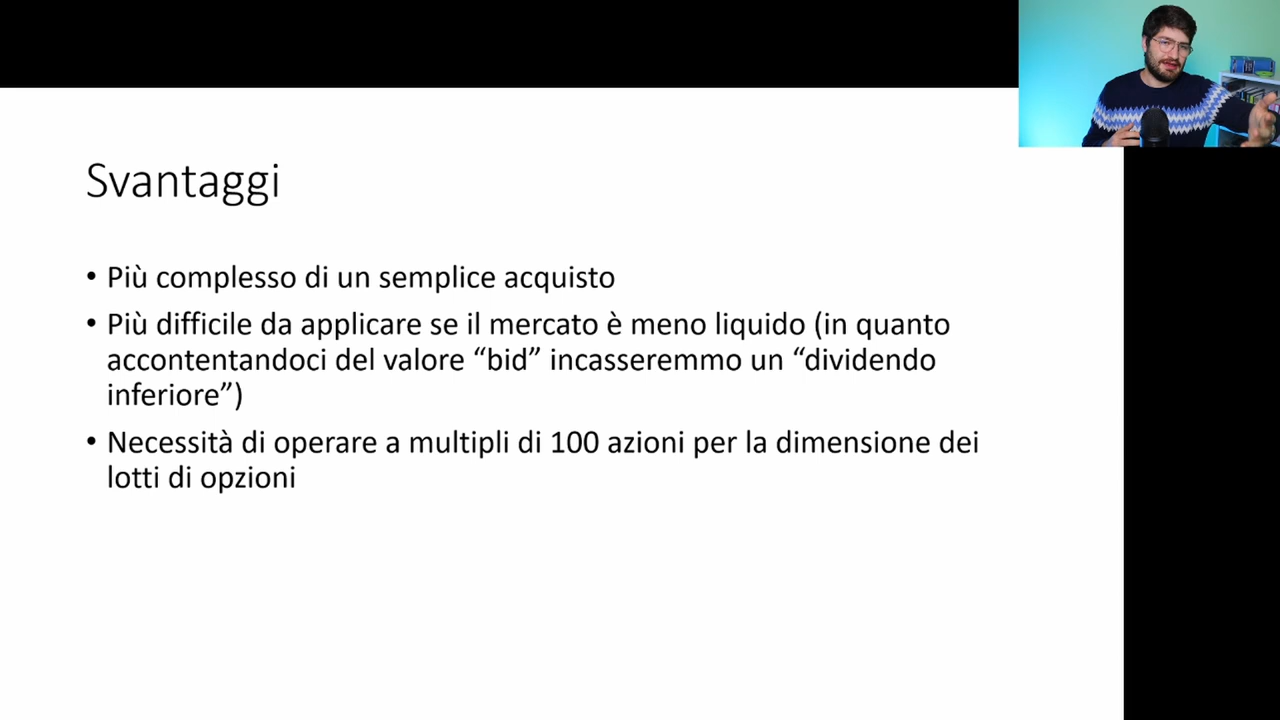 Svantaggi
• Più complesso di un semplice acquisto
• Più difficile da applicare se il mercato è meno liquido (in quanto
accontentandoci del valore “bid” incasseremmo un “dividendo
inferiore”)
• Necessità di operare a multipli di 100 azioni per la dimensione dei
lotti di opzioni